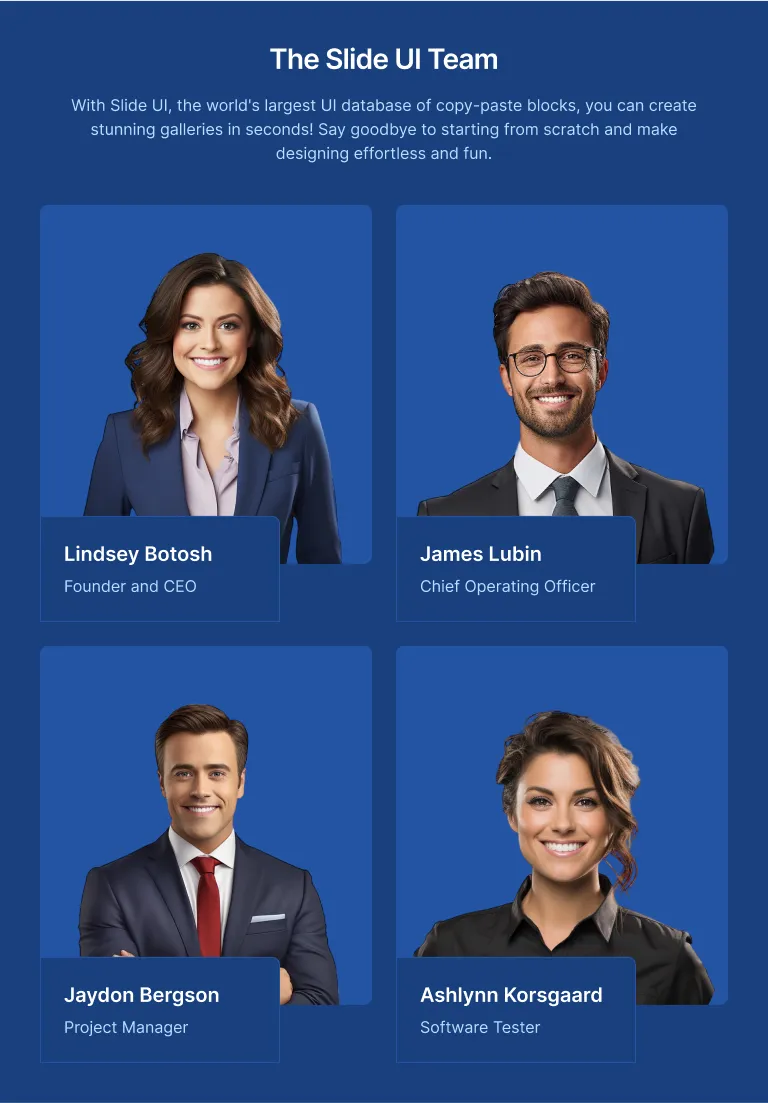 The Slide UI Team
With Slide UI, the world's largest UI database of copy-paste blocks, you can create
stunning galleries in seconds! Say goodbye to starting from scratch and make
designing effortless and fun.
Lindsey Botosh
Founder and CEO
James Lubin
Chief Operating Officer
Jaydon Bergson
Project Manager
Ashlynn Korsgaard
Software Tester